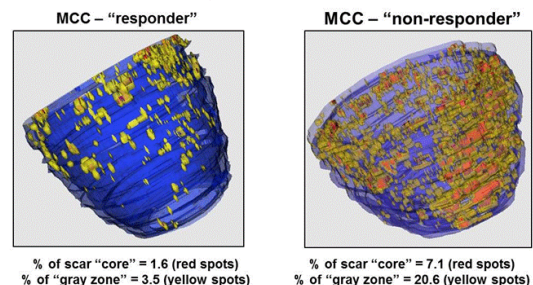 MCC – “responder”
MCC – “non-responder”
% of scar “core” = 1.6 (red spots)
% of “gray zone” = 3.5 (yellow spots)
% of scar “core” = 7.1 (red spots)
% of “gray zone” = 20.6 (yellow spots)